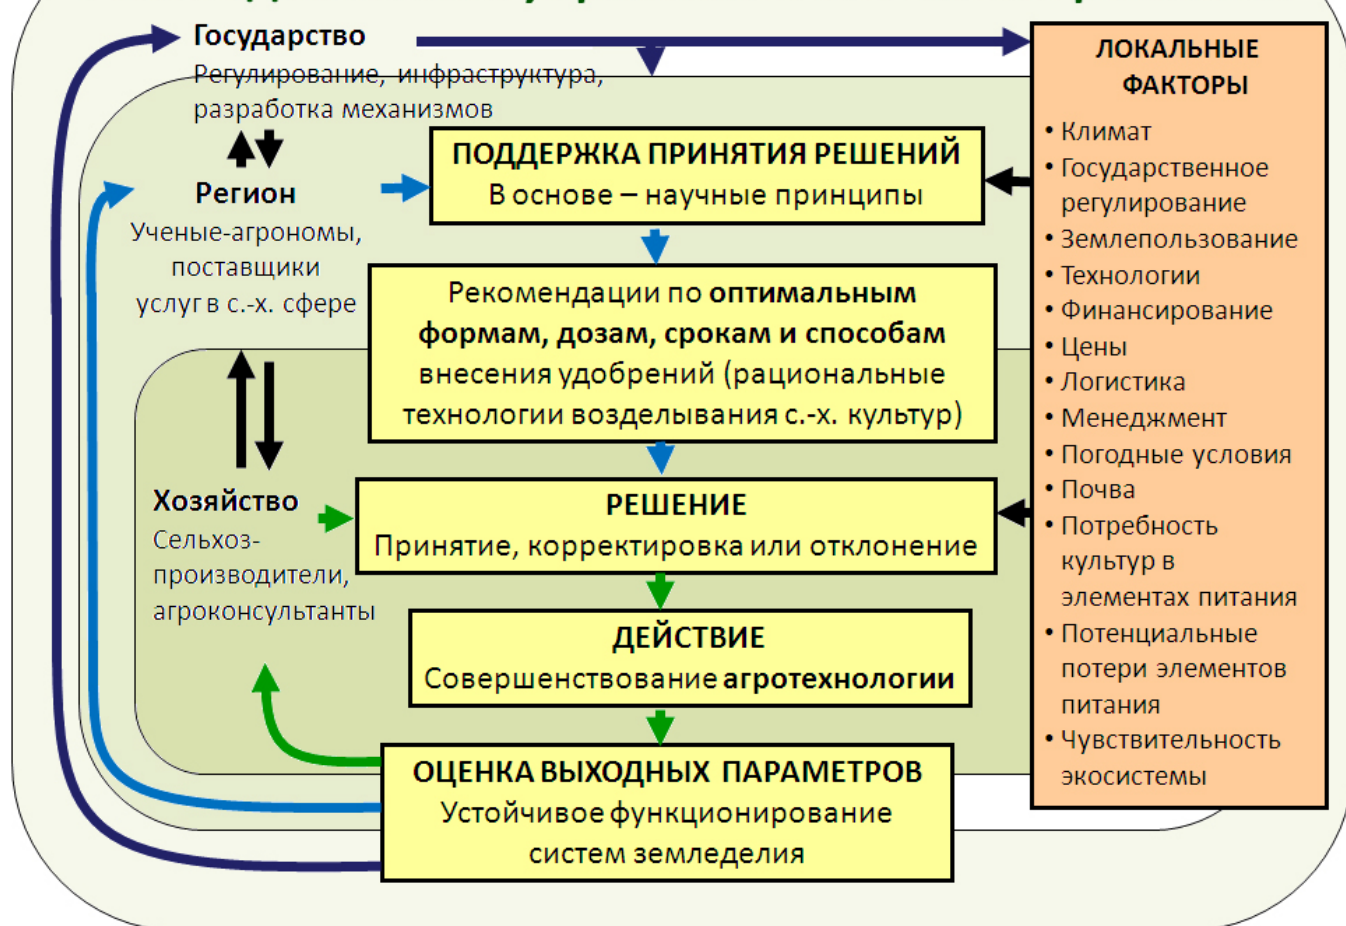 Государство
Регулирование, инфраструктура,
разработка механизмов
Регион
Ученые-агрономы,
поставщики
услуг в с.-х. сфере
Хозяйство
Сельхоз-
производители,
агроконсультанты
ПОДДЕРЖКА ПРИНЯТИЯ РЕШЕНИЙ
В основе – научные принципы
Рекомендации по оптимальным
формам, дозам, срокам и способам
внесения удобрений (рациональные
технологии возделывания с.-х. культур)
РЕШЕНИЕ
Принятие, корректировка или отклонение
ДЕЙСТВИЕ
Совершенствование агротехнологии
ОЦЕНКА ВЫХОДНЫХ ПАРАМЕТРОВ
Устойчивое функционирование
систем земледелия
ЛОКАЛЬНЫЕ
ФАКТОРЫ
• Климат
• Государственное
регулирование
• Землепользование
• Технологии
• Финансирование
• Цены
• Логистика
• Менеджмент
• Погодные условия
• Почва
• Потребность
культур в
элементах питания
• Потенциальные
потери элементов
питания
• Чувствительность
экосистемы